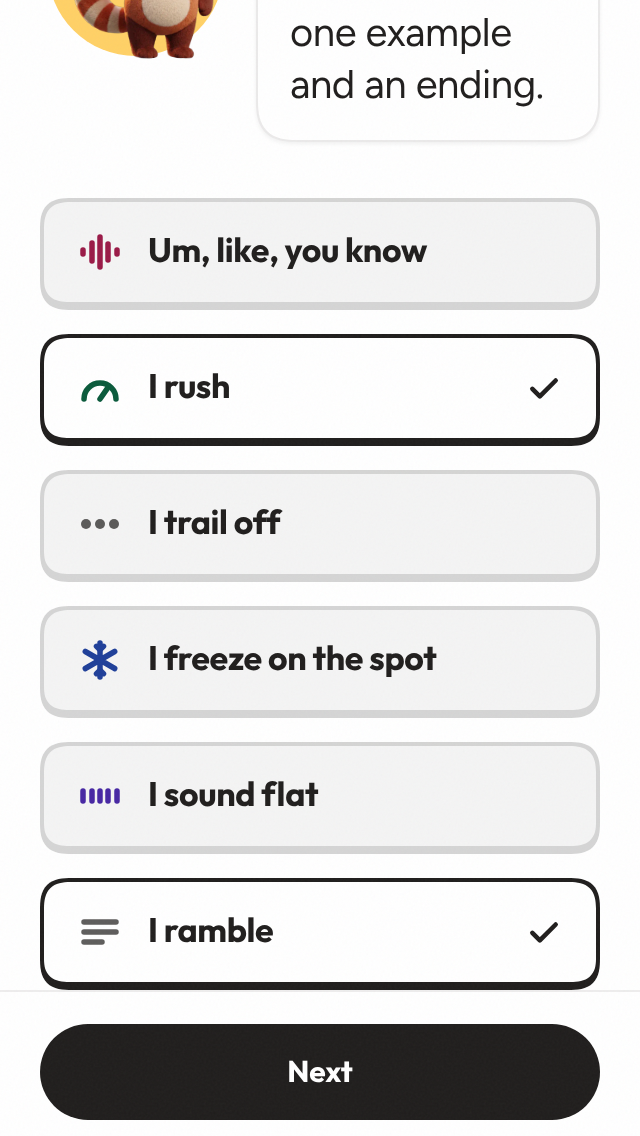 one example
and an ending.
Um, like, you know
I rush
I trail off
I freeze on the spot
I sound flat
I ramble
Next